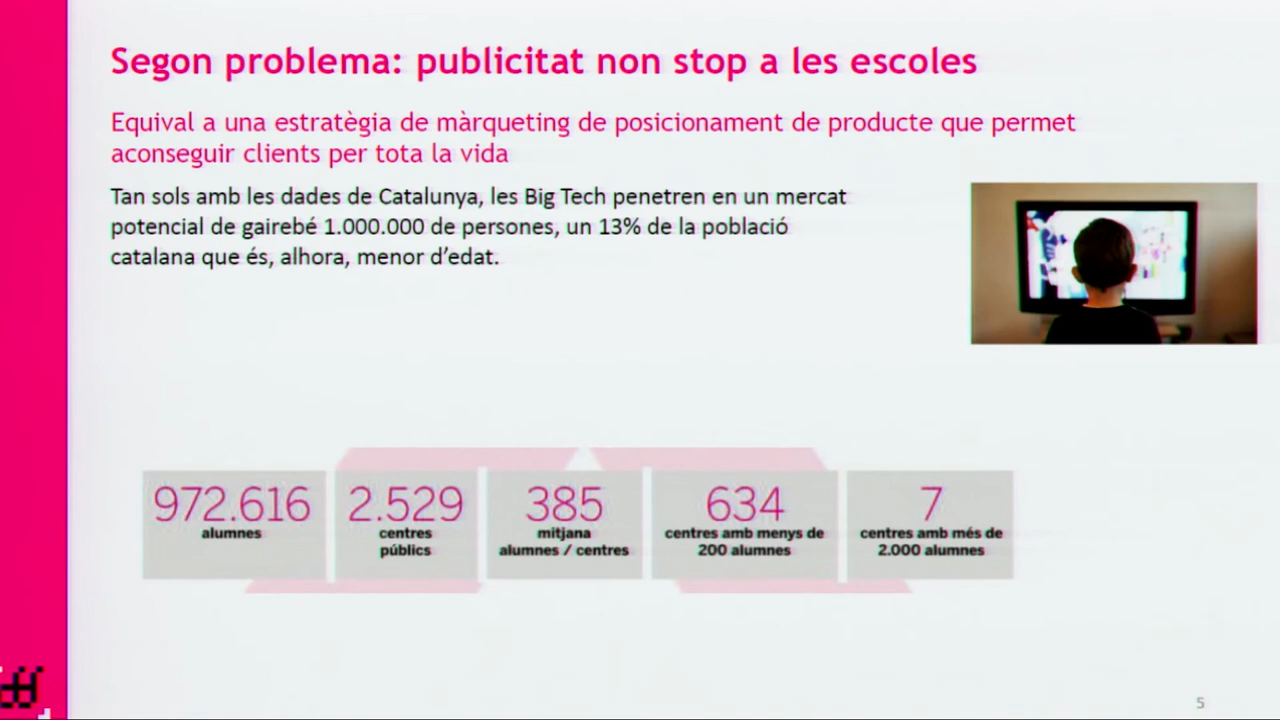 Segon problema: publicitat non stop a les escoles
Equival a una estratègia de màrqueting de posicionament de producte que permet
aconseguir clients per tota la vida
Tan sols amb les dades de Catalunya, les Big Tech penetren en un mercat
potencial de gairebé 1.000.000 de persones, un 13% de la població
catalana que és, alhora, menor d’edat.
972.616
alumnes
2.529
centres
públics
385
mitjana
alumnes / centres
634
centres amb menys de
200 alumnes
7
centres amb més de
2.000 alumnes
5